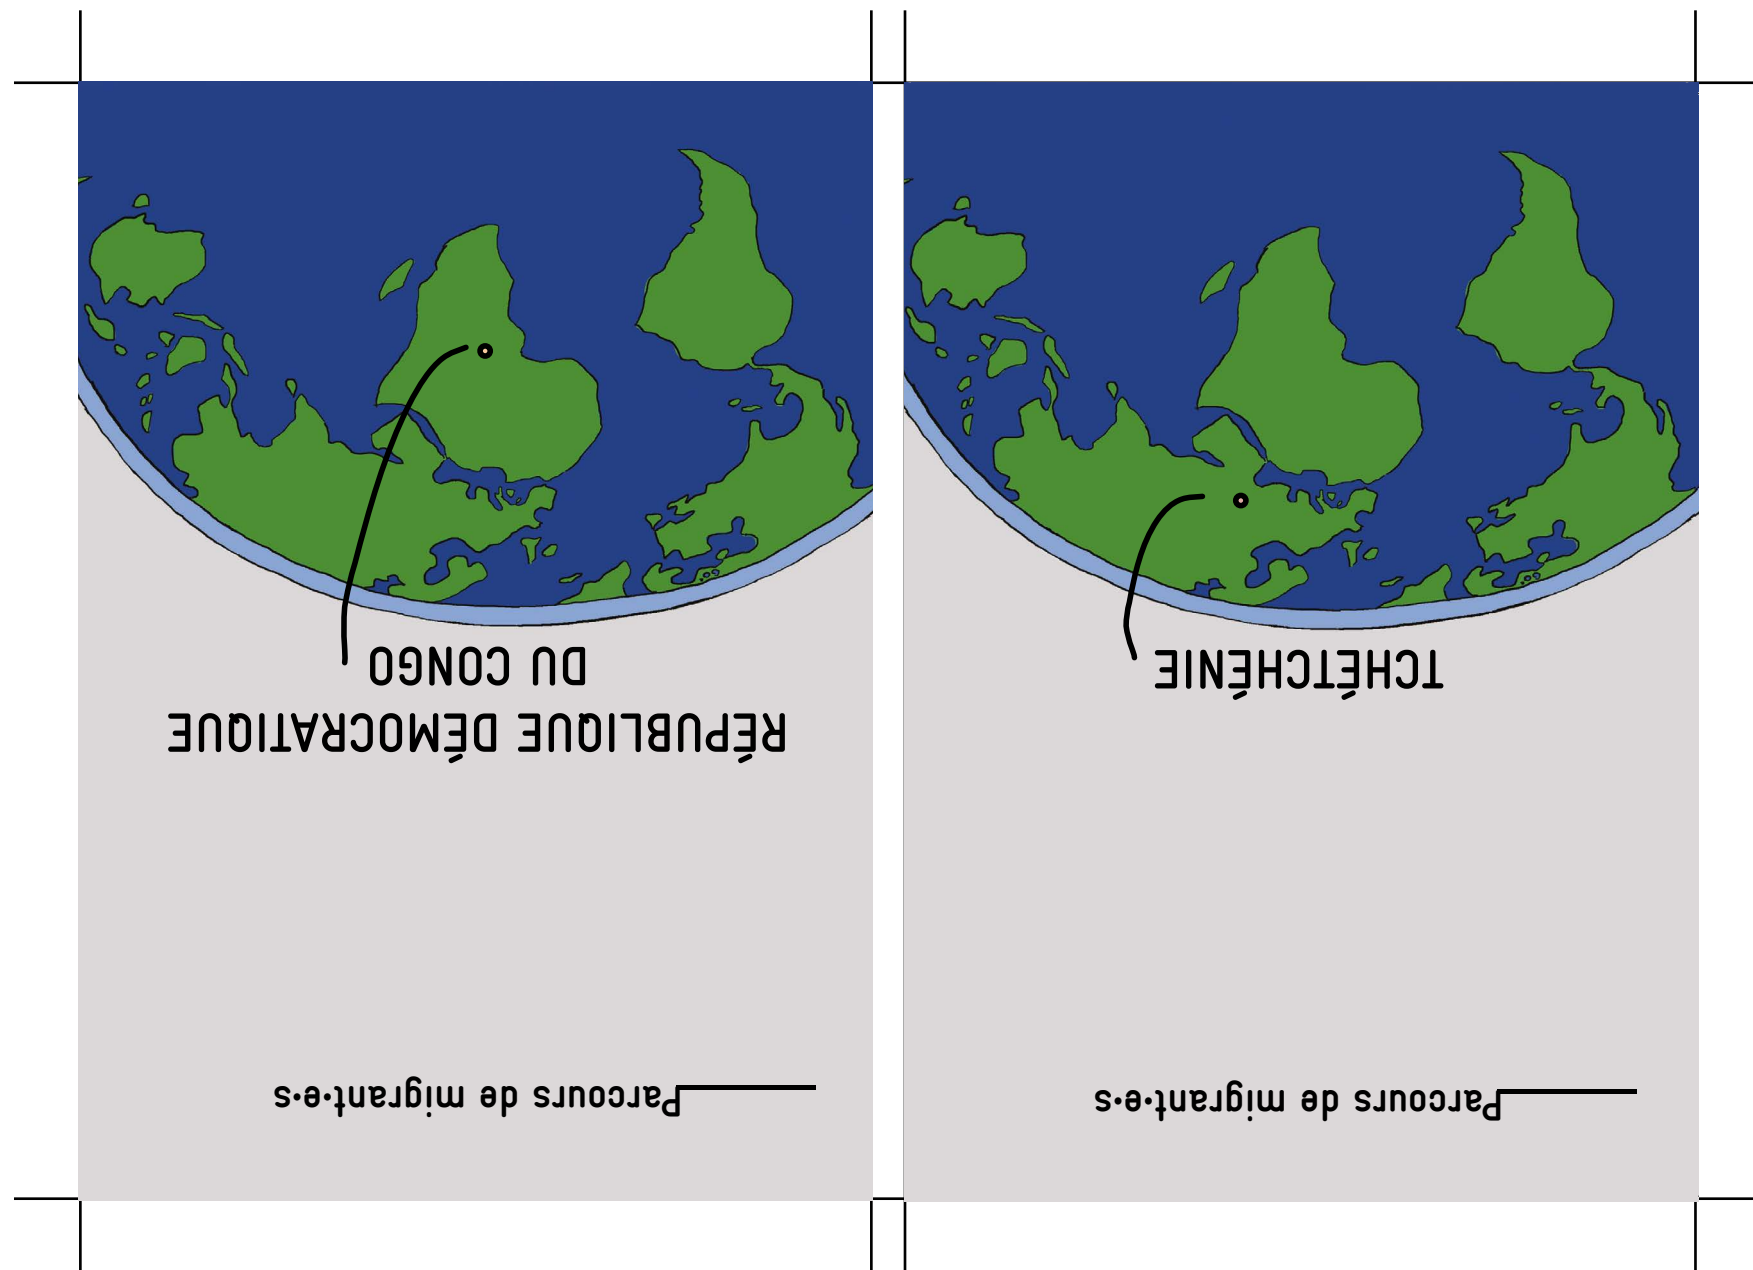 Parcours de migrant·e·s
RÉPUBLIQUE DÉMOCRATIQUE
DU CONGO
Parcours de migrant·e·s
TCHÉTCHÉNIE